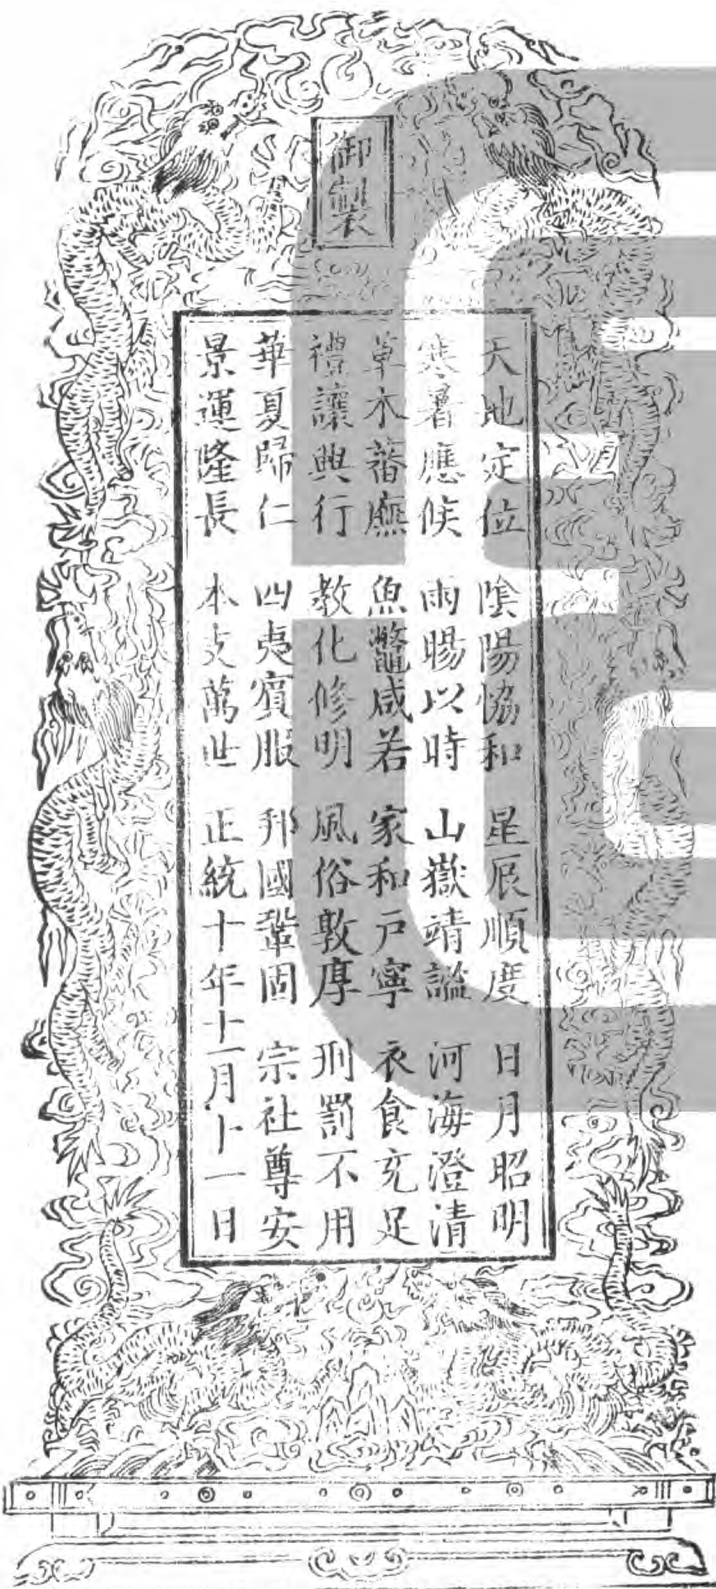 御製
天地定位　陰陽協和　星辰順度　日月昭明
寒暑應候　雨暘以時　山嶽靖謐　河海澄清
草木蕃廡　魚鼈咸若　家和戶寧　衣食充足
禮讓興行　教化修明　風俗敦厚　刑罰不用
華夏歸仁　四夷賓服　邦國鞏固　宗社尊安
景運隆長　本支萬世　正統十年十一月十一日